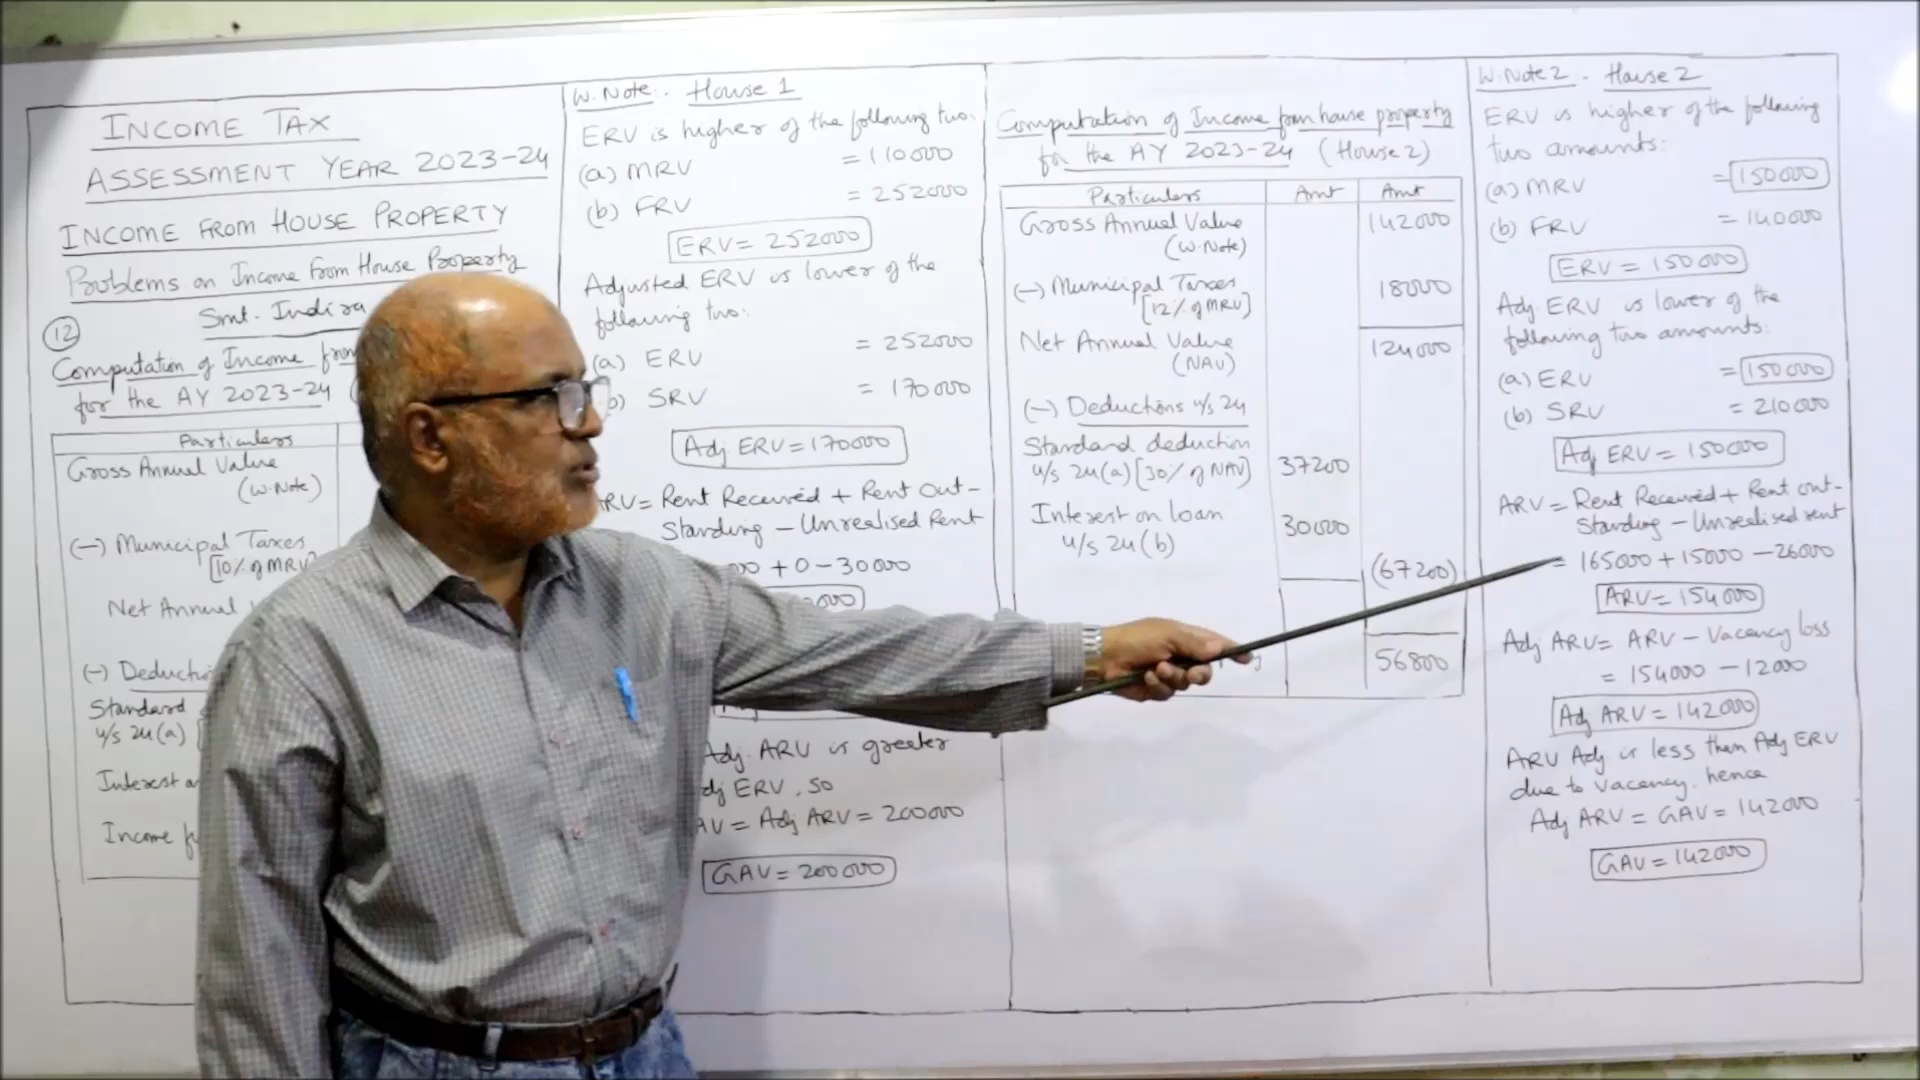 INCOME TAX
ASSESSMENT YEAR 2023-24
INCOME FROM HOUSE PROPERTY
Problems on Income from House Property
Smt. Indira
12
Computation of Income from
for the AY 2023-24 (
Particulars
Gross Annual Value
(W.Note)
(-) Municipal Taxes
[10% of MRV]
Net Annual
(-)
Standard
u/s 24(a) [
Interest
Income
W.Note. House 1
ERV is higher of the following two:
(a) MRV = 110000
(b) FRV = 252000
ERV = 252000
Adjusted ERV is lower of the
following two:
(a) ERV = 252000
SRV = 170000
Adj ERV = 170000
= Rent Received + Rent Out-
Standing - Unrealised Rent
+ 0 - 30000
Adj. ARV is greater
ERV, so
= Adj ARV = 200000
GAV = 200000
Computation of Income from house property
for the AY 2023-24 (House 2)
Particulars Amt Amt
Gross Annual Value 142000
(W.Note)
(-) Municipal Taxes 18000
[12% of MRV]
Net Annual Value 124000
(NAV)
(-) Deductions u/s 24
Standard deduction
u/s 24(a) [30% of NAV] 37200
Interest on loan 30000
u/s 24(b)
(67200)
56800
W.Note 2. House 2
ERV is higher of the following
two amounts:
(a) MRV = 150000
(b) FRV = 140000
ERV = 150000
Adj ERV is lower of the
following two amounts:
(a) ERV = 150000
(b) SRV = 210000
Adj ERV = 150000
ARV = Rent Received + Rent out-
Standing - Unrealised rent
= 165000 + 15000 - 26000
ARV = 154000
Adj ARV = ARV - Vacancy loss
= 154000 - 12000
Adj ARV = 142000
ARV Adj is less then Adj ERV
due to vacancy. hence
Adj ARV = GAV = 142000
GAV = 142000